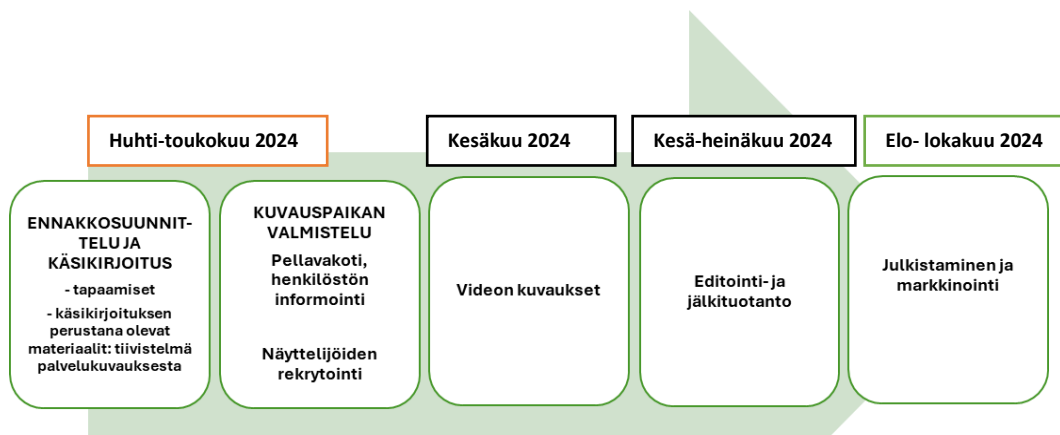 Huhti-toukokuu 2024
Kesäkuu 2024
Kesä-heinäkuu 2024
Elo- lokakuu 2024
ENNAKKOSUUNNIT-
TELU JA
KÄSIKIRJOITUS
- tapaamiset
- käsikirjoituksen
perustana olevat
materiaalit: tiivistelmä
palvelukuvauksesta
KUVAUSPAIKAN
VALMISTELU
Pellavakoti,
henkilöstön
informointi
Näyttelijöiden
rekrytointi
Videon kuvaukset
Editointi- ja
jälkituotanto
Julkistaminen ja
markkinointi